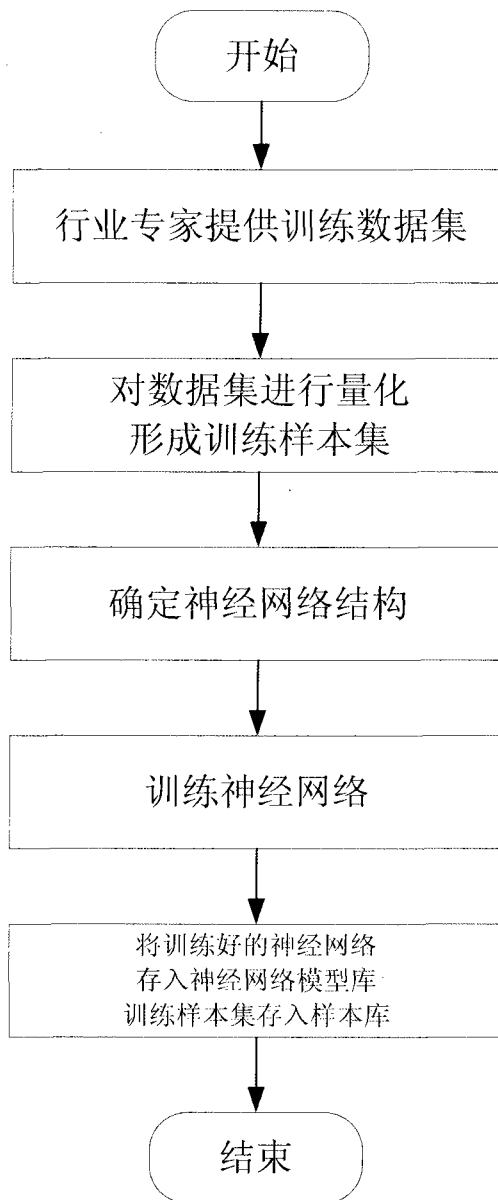 开始
行业专家提供训练数据集
对数据集进行量化
形成训练样本集
确定神经网络结构
训练神经网络
将训练好的神经网络
存入神经网络模型库
训练样本集存入样本库
结束